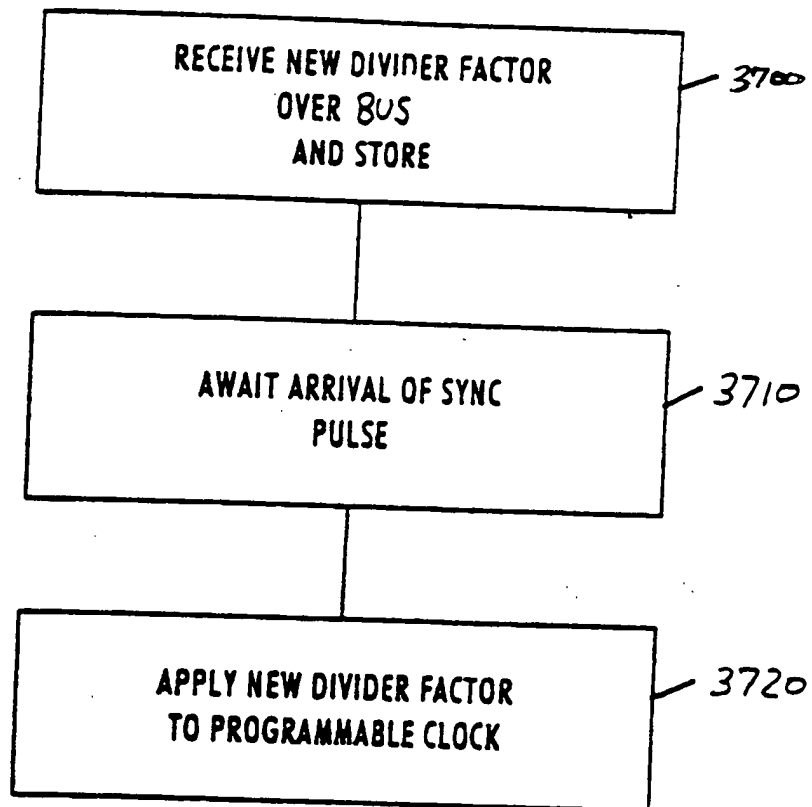 RECEIVE NEW DIVIDER FACTOR
OVER BUS
AND STORE
3700
AWAIT ARRIVAL OF SYNC
PULSE
3710
APPLY NEW DIVIDER FACTOR
TO PROGRAMMABLE CLOCK
3720